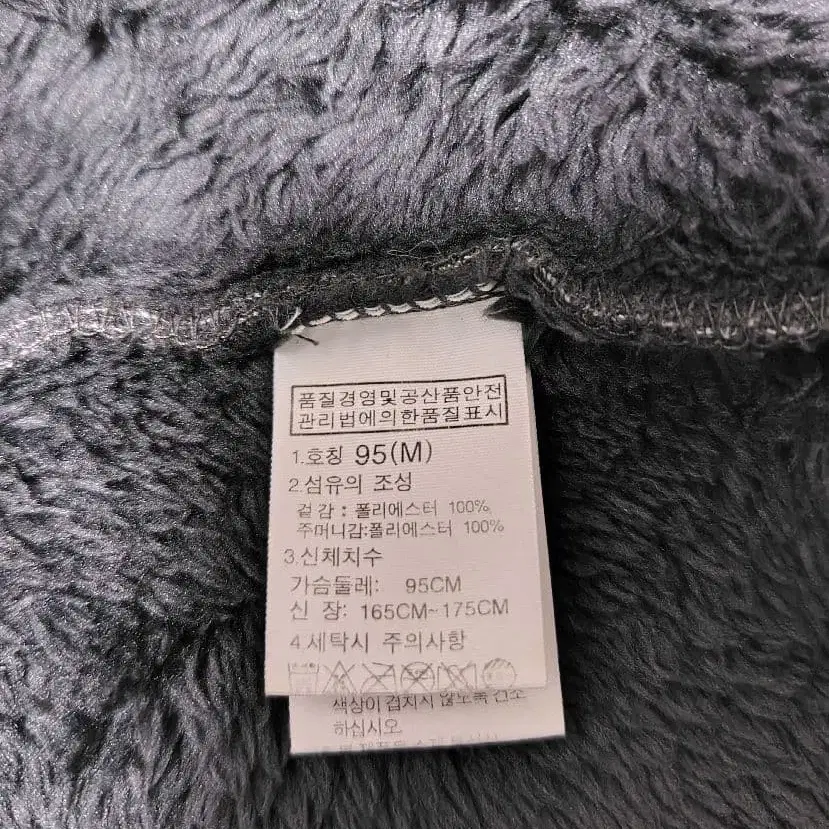 품질경영및공산품안전
관리법에의한품질표시
1.호칭 95(M)
2.섬유의 조성
겉감 : 폴리에스터 100%
주머니감:폴리에스터 100%
3.신체치수
가슴둘레: 95CM
신 장: 165CM~175CM
4.세탁시 주의사항
색상이 겹치지 않도록 건조
하십시오